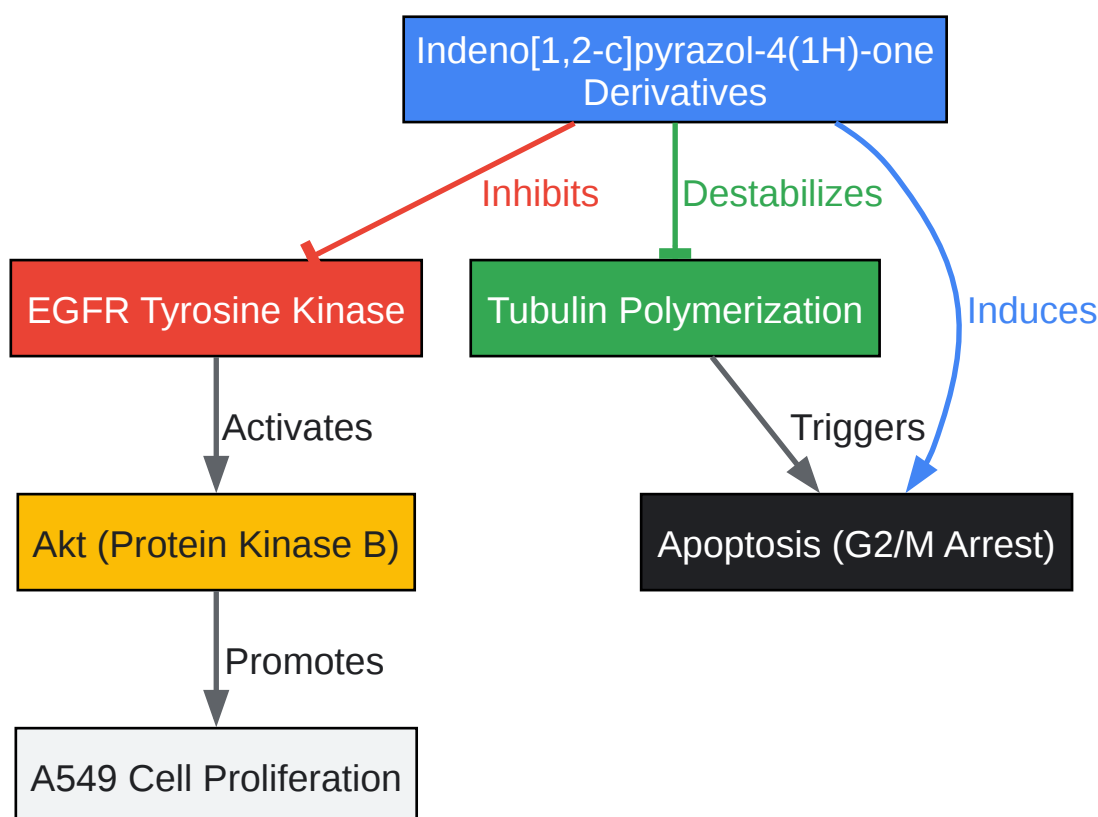 Indeno[1,2-c]pyrazol-4(1H)-one
Derivatives
Inhibits
Destabilizes
Induces
EGFR Tyrosine Kinase
Tubulin Polymerization
Activates
Triggers
Akt (Protein Kinase B)
Apoptosis (G2/M Arrest)
Promotes
A549 Cell Proliferation